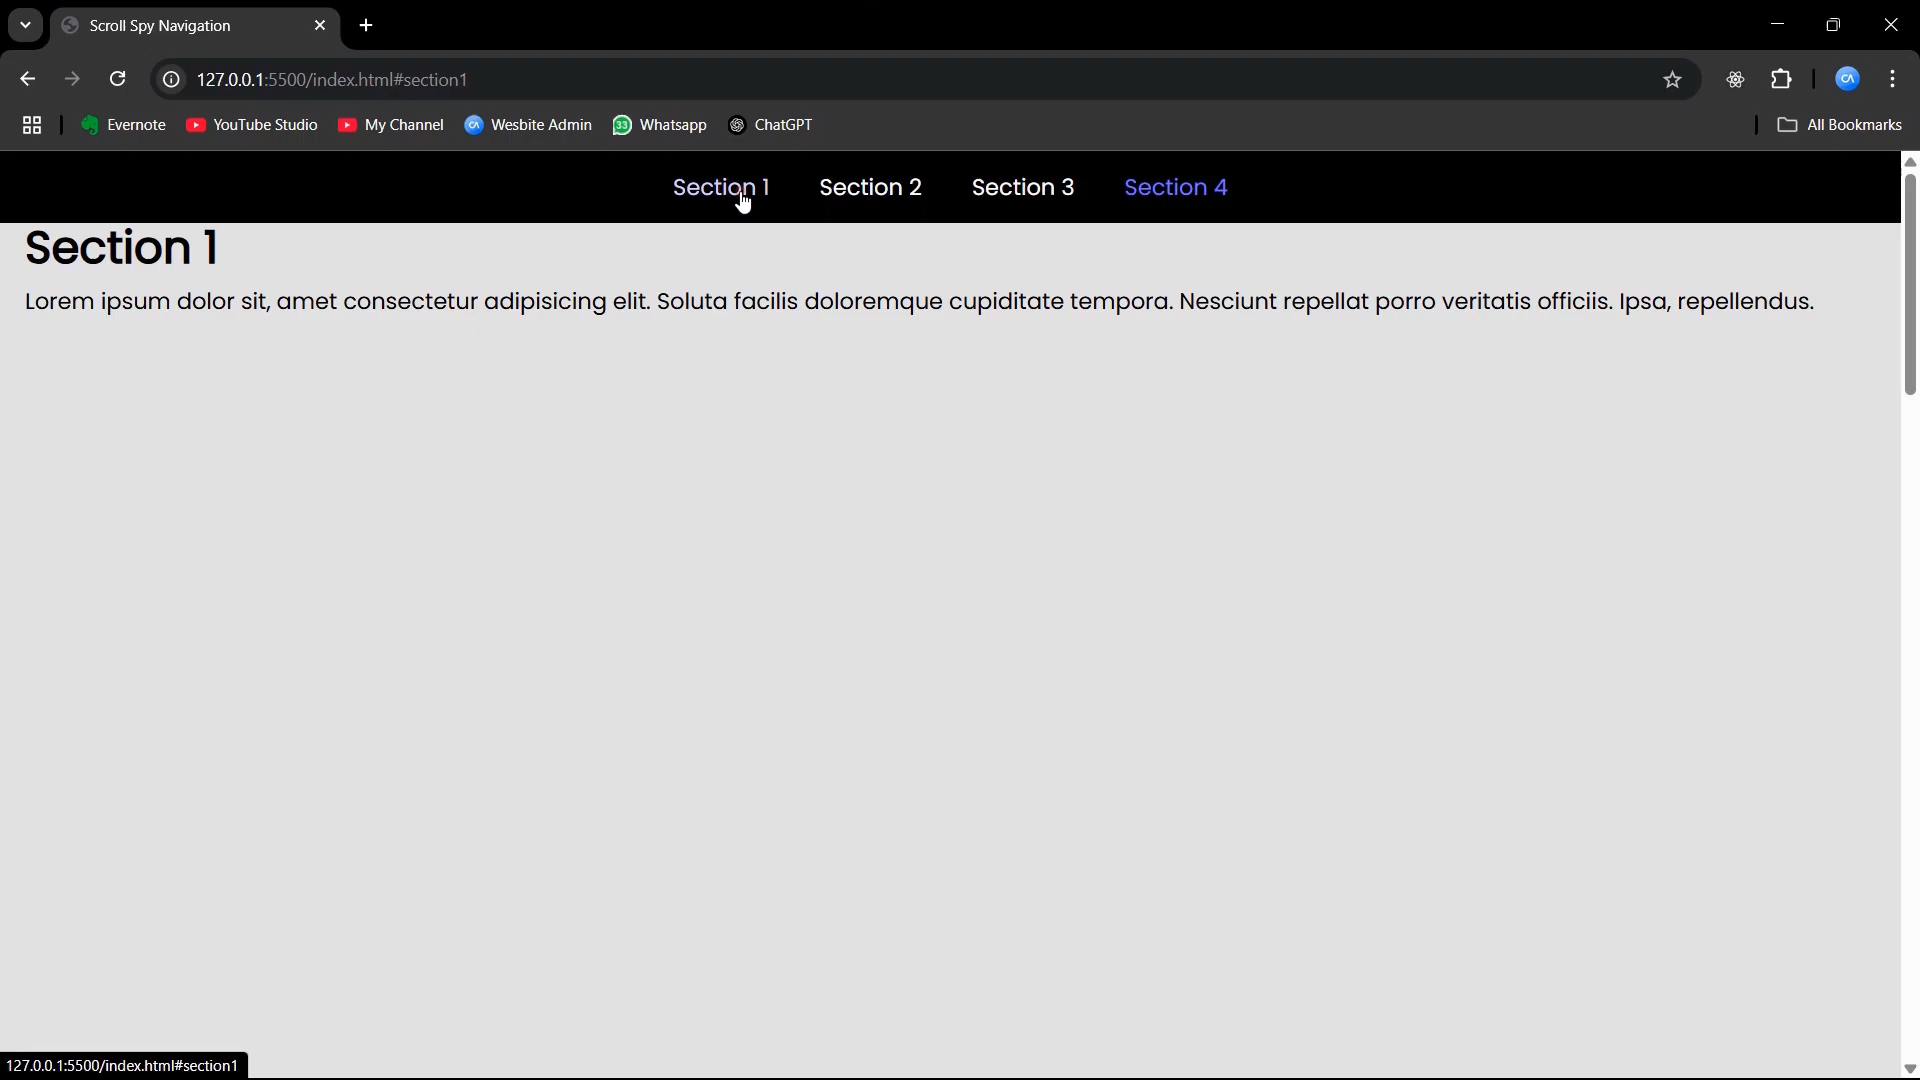 Scroll Spy Navigation
127.0.0.1:5500/index.html#section1
Evernote YouTube Studio My Channel Wesbite Admin 33 Whatsapp ChatGPT All Bookmarks
Section 1 Section 2 Section 3 Section 4
Section 1
Lorem ipsum dolor sit, amet consectetur adipisicing elit. Soluta facilis doloremque cupiditate tempora. Nesciunt repellat porro veritatis officiis. Ipsa, repellendus.
127.0.0.1:5500/index.html#section1